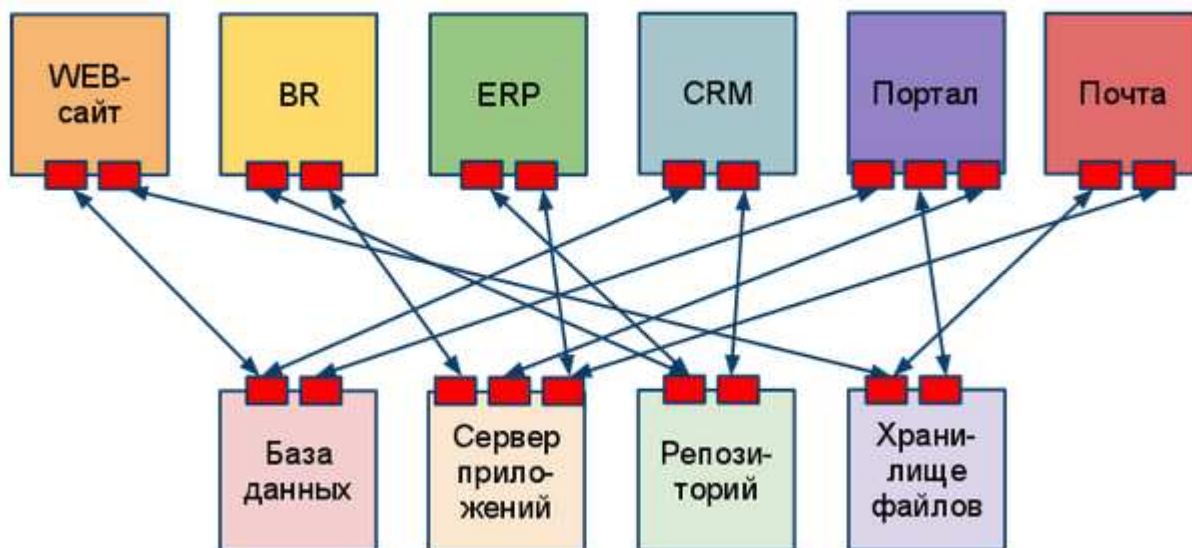 WEB-
сайт
BR
ERP
CRM
Портал
Почта
База
данных
Сервер
прило-
жений
Репози-
торий
Храни-
лище
файлов